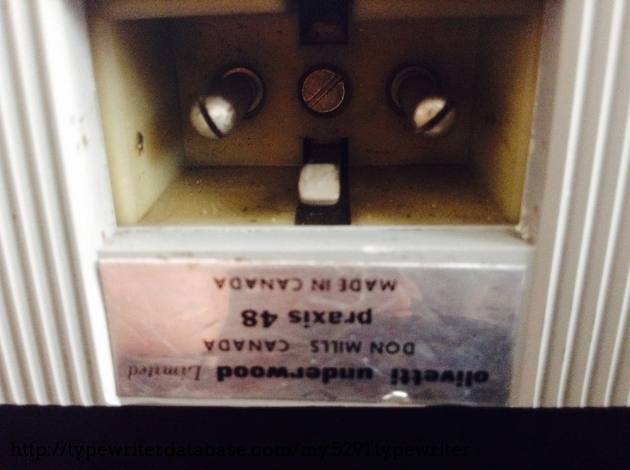 olivetti underwood Limited
DON MILLS - CANADA
praxis 48
MADE IN CANADA
http://typewriterdatabase.com/my.5291.typewriter